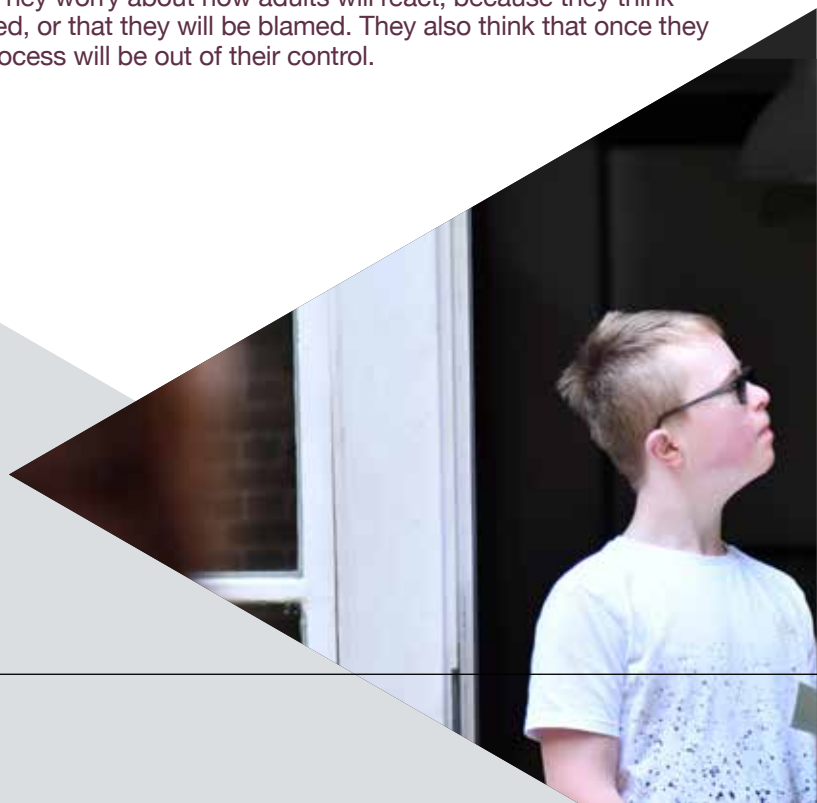 They worry about how adults will react, because they think
ed, or that they will be blamed. They also think that once they
ocess will be out of their control.